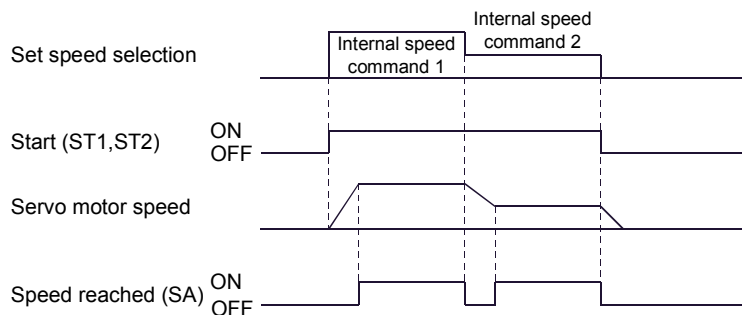 Internal speed
command 2
Set speed selection
Internal speed
command 1
Start (ST1,ST2)
ON
OFF
Servo motor speed
Speed reached (SA)
ON
OFF